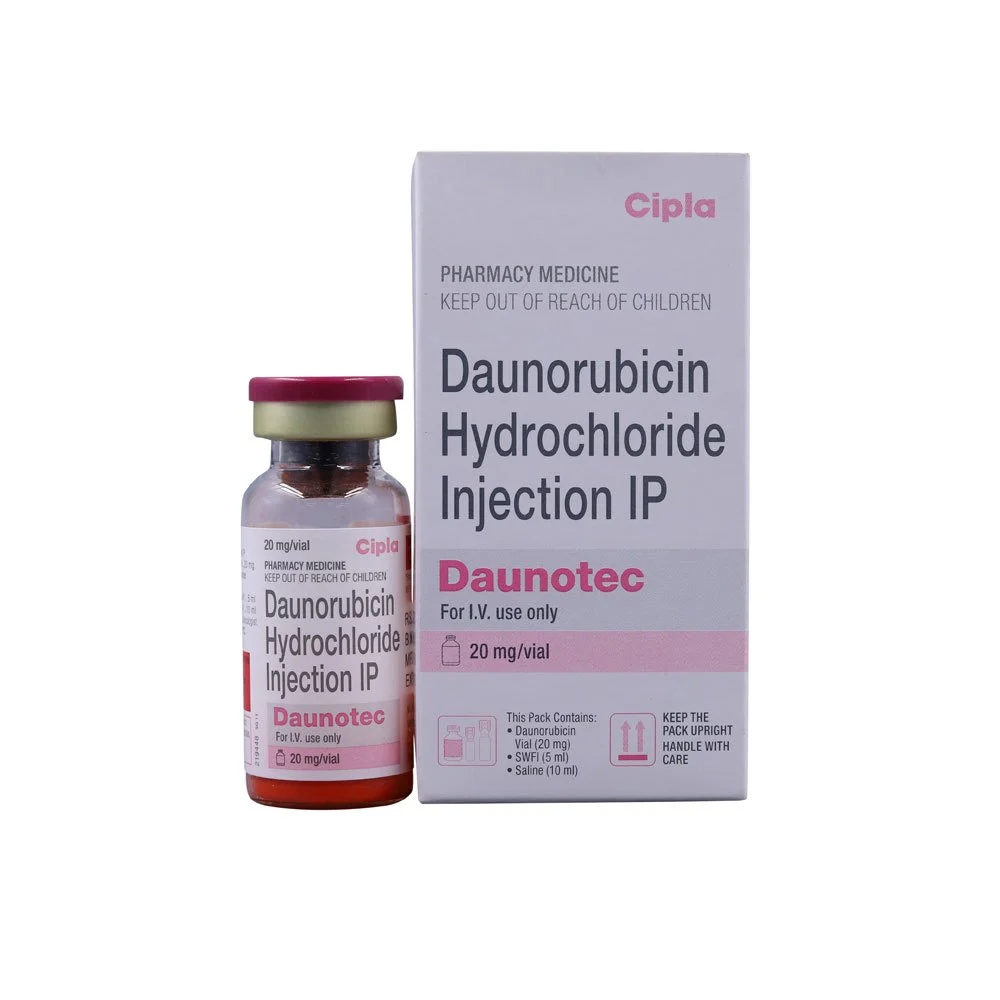 Cipla
PHARMACY MEDICINE
KEEP OUT OF REACH OF CHILDREN
Daunorubicin
Hydrochloride
Injection IP
Daunotec
For I.V. use only
20 mg/vial
This Pack Contains:
• Daunorubicin
Vial (20 mg)
• SWFI (5 ml)
• Saline (10 ml)
KEEP THE
PACK UPRIGHT
HANDLE WITH
CARE
20 mg/vial
Cipla
PHARMACY MEDICINE
KEEP OUT OF REACH OF CHILDREN
Daunorubicin
Hydrochloride
Injection IP
Daunotec
For I.V. use only
20 mg/vial